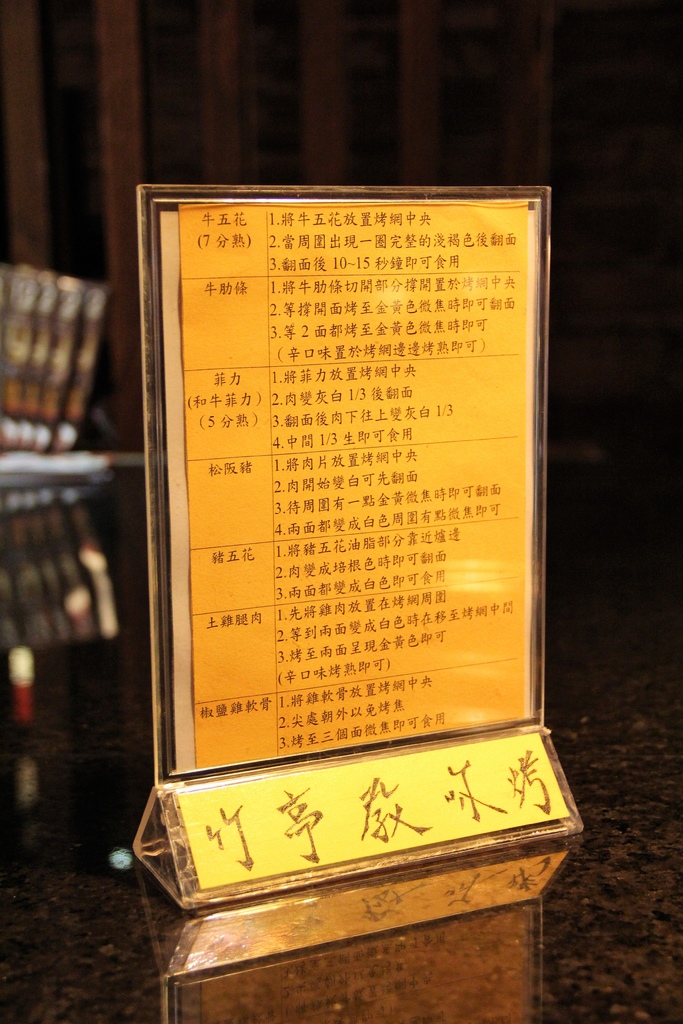 牛五花 1.將牛五花放置烤網中央
(7 分熟) 2.當周圍出現一圈完整的淺褐色後翻面
3.翻面後 10~15 秒鐘即可食用
牛肋條 1.將牛肋條切開部分撐開置於烤網中央
2.等撐開面烤至金黃色微焦時即可翻面
3.等 2 面都烤至金黃色微焦時即可
(辛口味置於烤網邊邊烤熟即可)
菲力 1.將菲力放置烤網中央
(和牛菲力) 2.肉變灰白 1/3 後翻面
(5 分熟) 3.翻面後肉下往上變灰白 1/3
4.中間 1/3 生即可食用
松阪豬 1.將肉片放置烤網中央
2.肉開始變白可先翻面
3.待周圍有一點金黃微焦時即可翻面
4.兩面都變成白色周圍有點微焦即可
豬五花 1.將豬五花油脂部分靠近爐邊
2.肉變成培根色時即可翻面
3.兩面都變成白色即可食用
土雞腿肉 1.先將雞肉放置在烤網周圍
2.等到兩面變成白色時在移至烤網中間
3.烤至兩面呈現金黃色即可
(辛口味烤熟即可)
椒鹽雞軟骨 1.將雞軟骨放置烤網中央
2.尖處朝外以免烤焦
3.烤至三個面微焦即可食用
竹亭教你烤